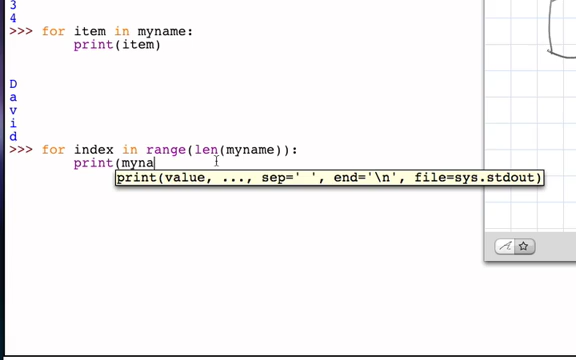 3
4
>>> for item in myname:
print(item)
D
a
v
i
d
>>> for index in range(len(myname)):
print(myna
print(value, ..., sep=' ', end='\n', file=sys.stdout)